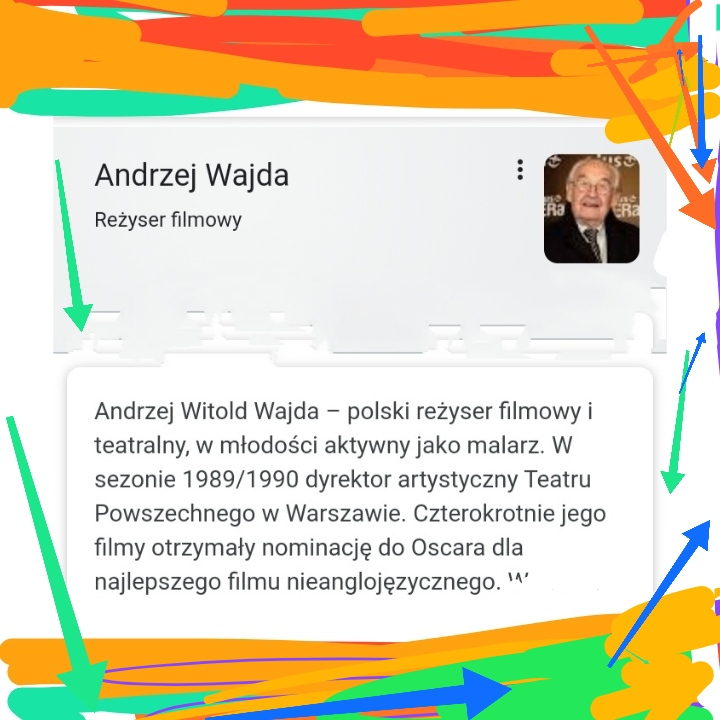 Andrzej Wajda
Reżyser filmowy
Andrzej Witold Wajda – polski reżyser filmowy i
teatralny, w młodości aktywny jako malarz. W
sezonie 1989/1990 dyrektor artystyczny Teatru
Powszechnego w Warszawie. Czterokrotnie jego
filmy otrzymały nominację do Oscara dla
najlepszego filmu nieanglojęzycznego.